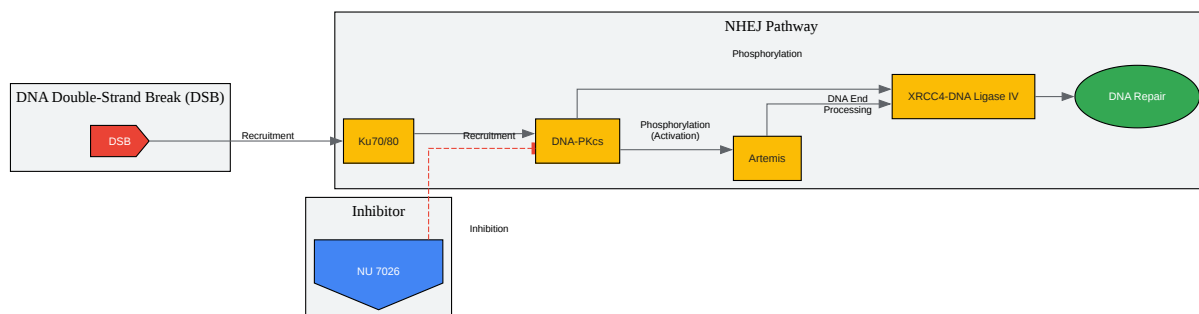 NHEJ Pathway
Phosphorylation
DNA Double-Strand Break (DSB)
DSB
Recruitment
Ku70/80
Recruitment
DNA-PKcs
Phosphorylation
(Activation)
Artemis
DNA End
Processing
XRCC4-DNA Ligase IV
DNA Repair
Inhibitor
Inhibition
NU 7026